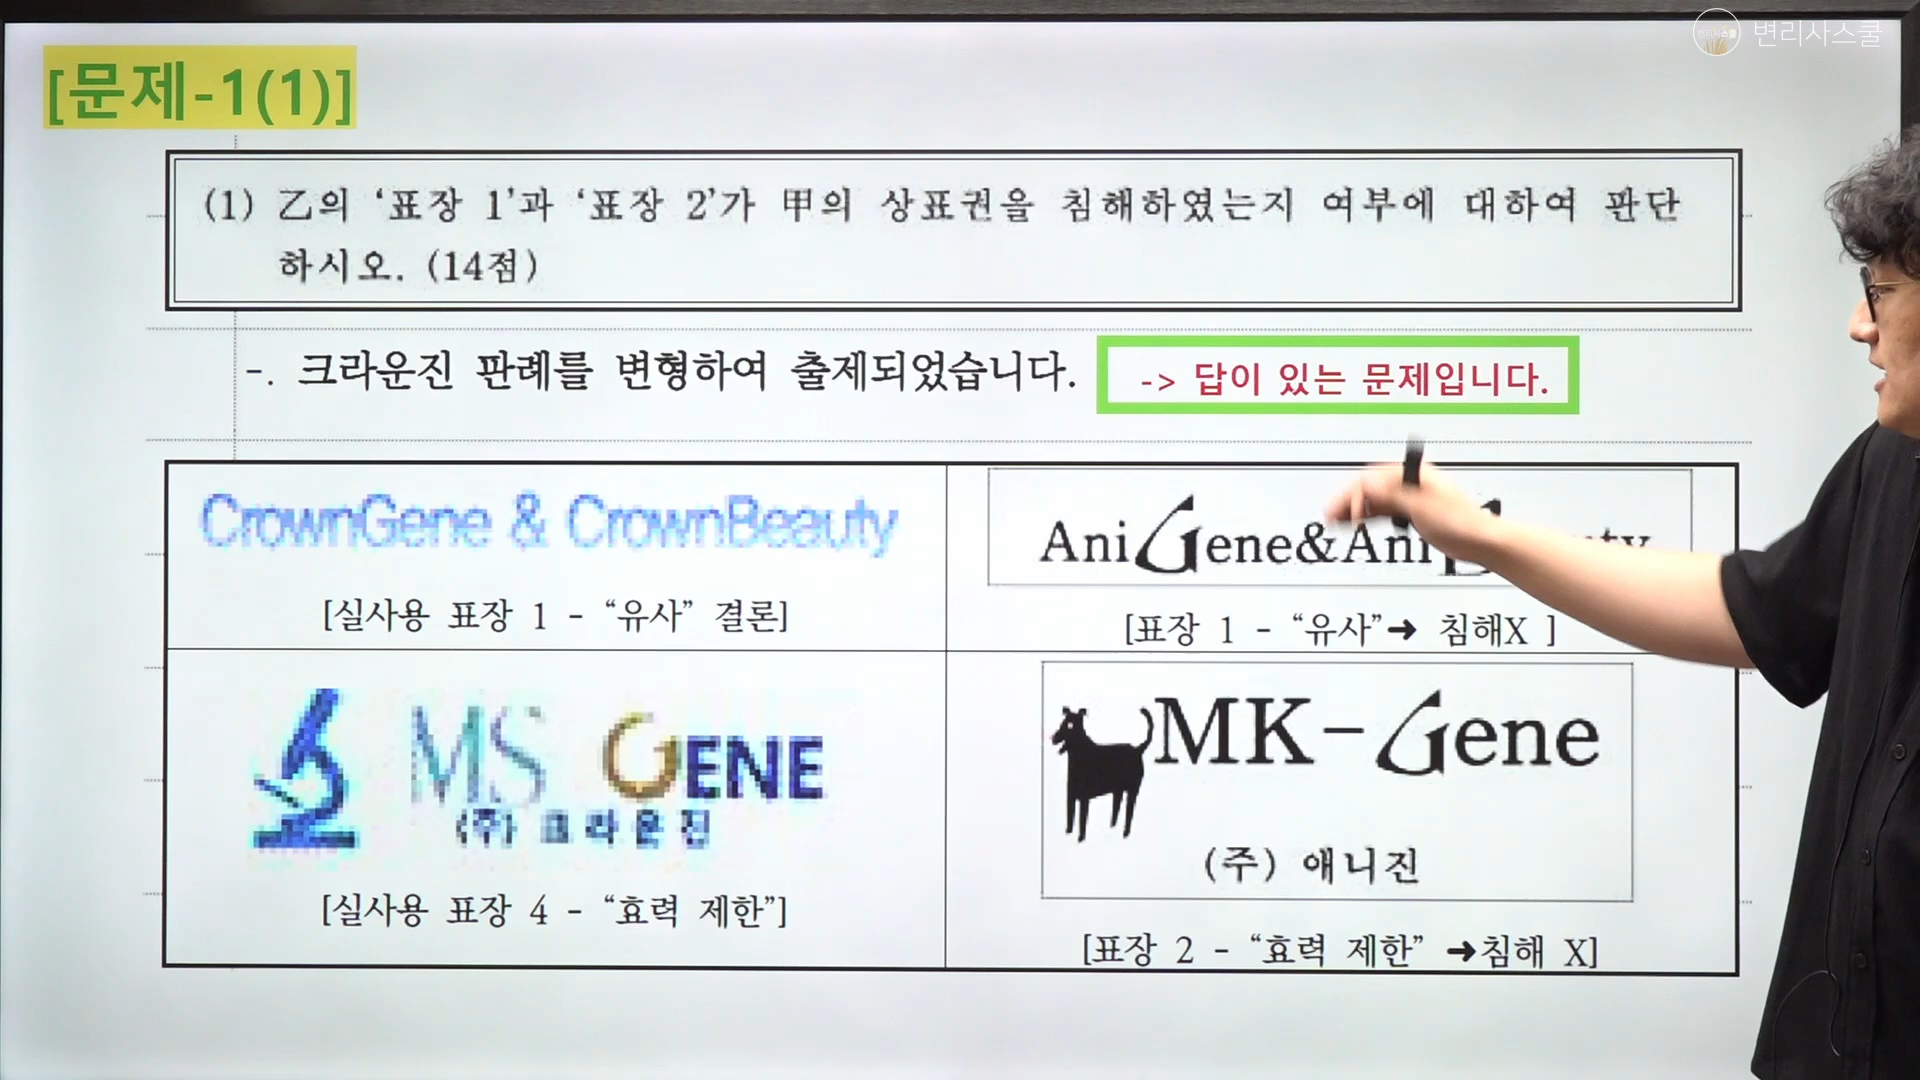 변리사스쿨
[문제-1(1)]
(1) 乙의 ‘표장 1’과 ‘표장 2’가 甲의 상표권을 침해하였는지 여부에 대하여 판단
하시오. (14점)
-. 크라운진 판례를 변형하여 출제되었습니다.
-> 답이 있는 문제입니다.
CrownGene & CrownBeauty
[실사용 표장 1 - “유사” 결론]
AniGene&Ani
[표장 1 - “유사”➜ 침해X ]
MS GENE
(주) 크라운진
[실사용 표장 4 - “효력 제한”]
MK-Gene
(주) 애니진
[표장 2 - “효력 제한” ➜침해 X]